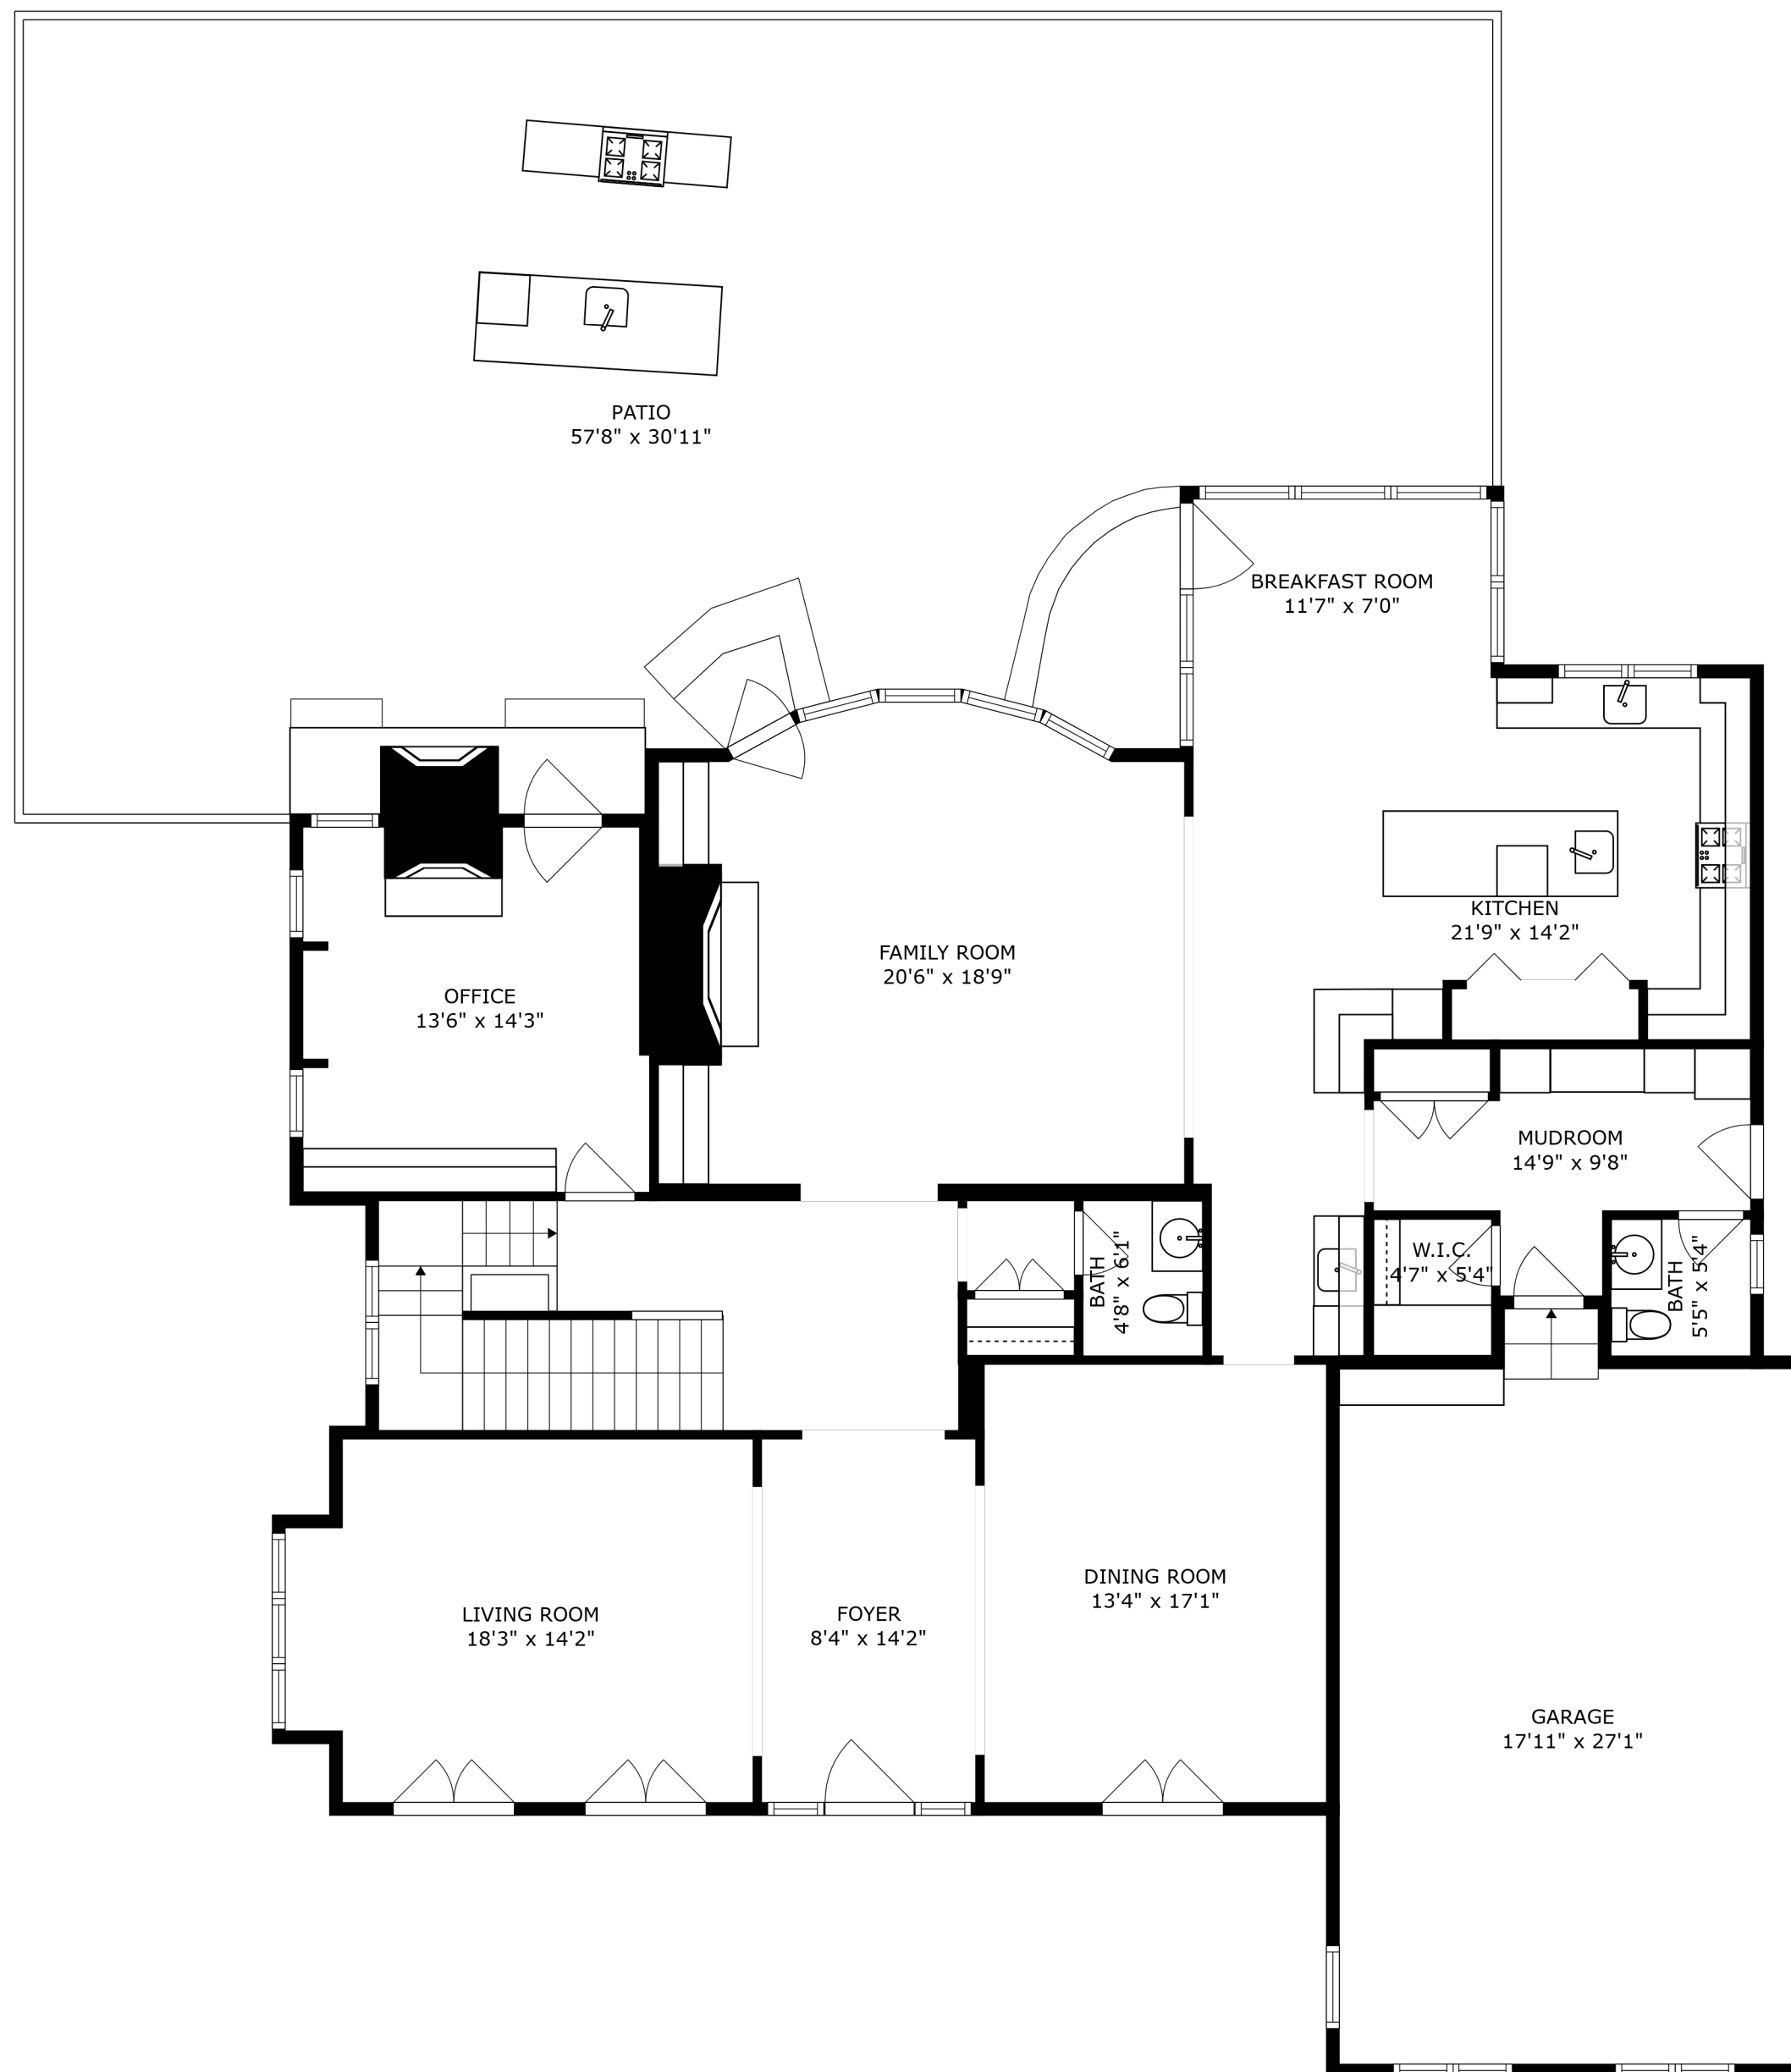 PATIO
57'8" x 30'11"
BREAKFAST ROOM
11'7" x 7'0"
KITCHEN
21'9" x 14'2"
FAMILY ROOM
20'6" x 18'9"
OFFICE
13'6" x 14'3"
MUDROOM
14'9" x 9'8"
W.I.C.
4'7" x 5'4"
BATH
4'8" x 6'1"
BATH
5'5" x 5'4"
DINING ROOM
13'4" x 17'1"
LIVING ROOM
18'3" x 14'2"
FOYER
8'4" x 14'2"
GARAGE
17'11" x 27'1"